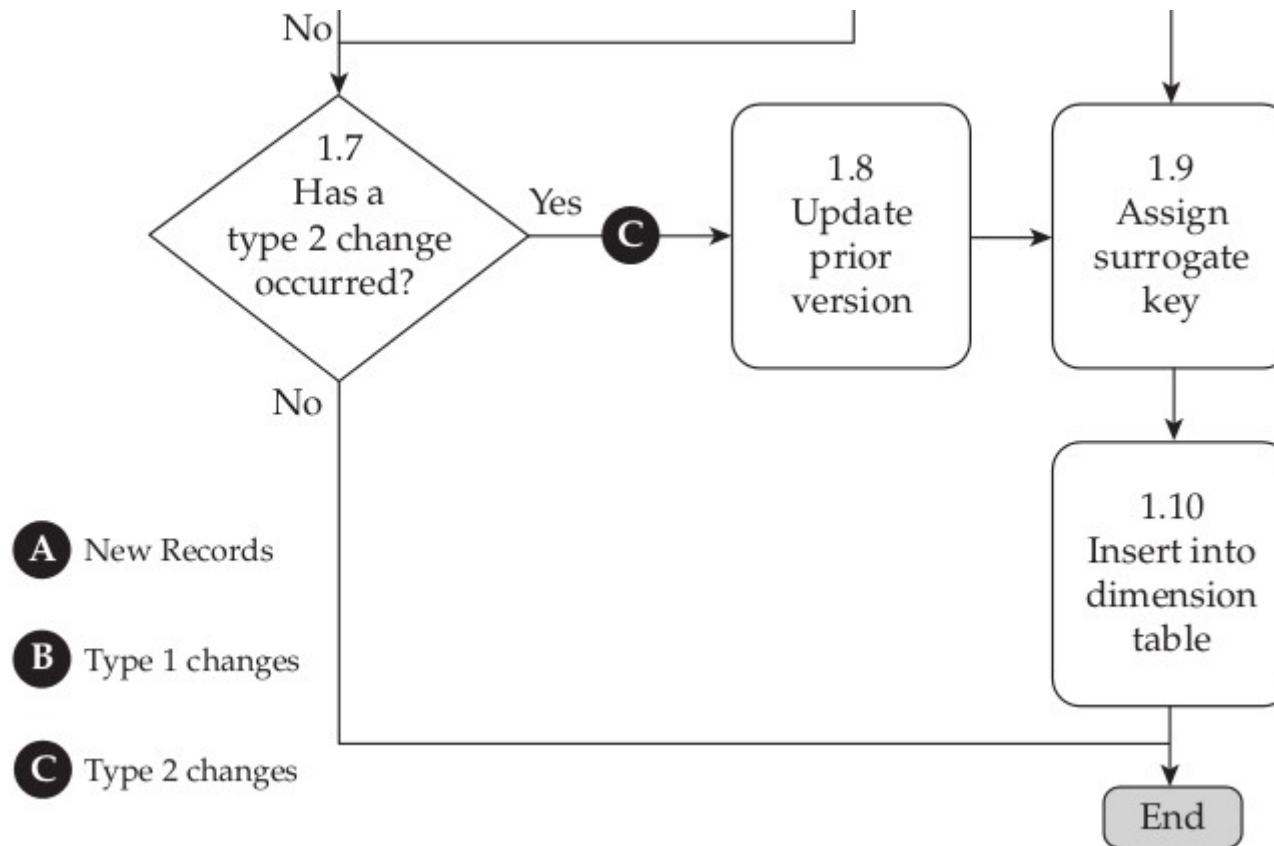 No
1.7
Has a
type 2 change
occurred?
Yes
C
1.8
Update
prior
version
1.9
Assign
surrogate
key
No
1.10
Insert into
dimension
table
A New Records
B Type 1 changes
C Type 2 changes
End